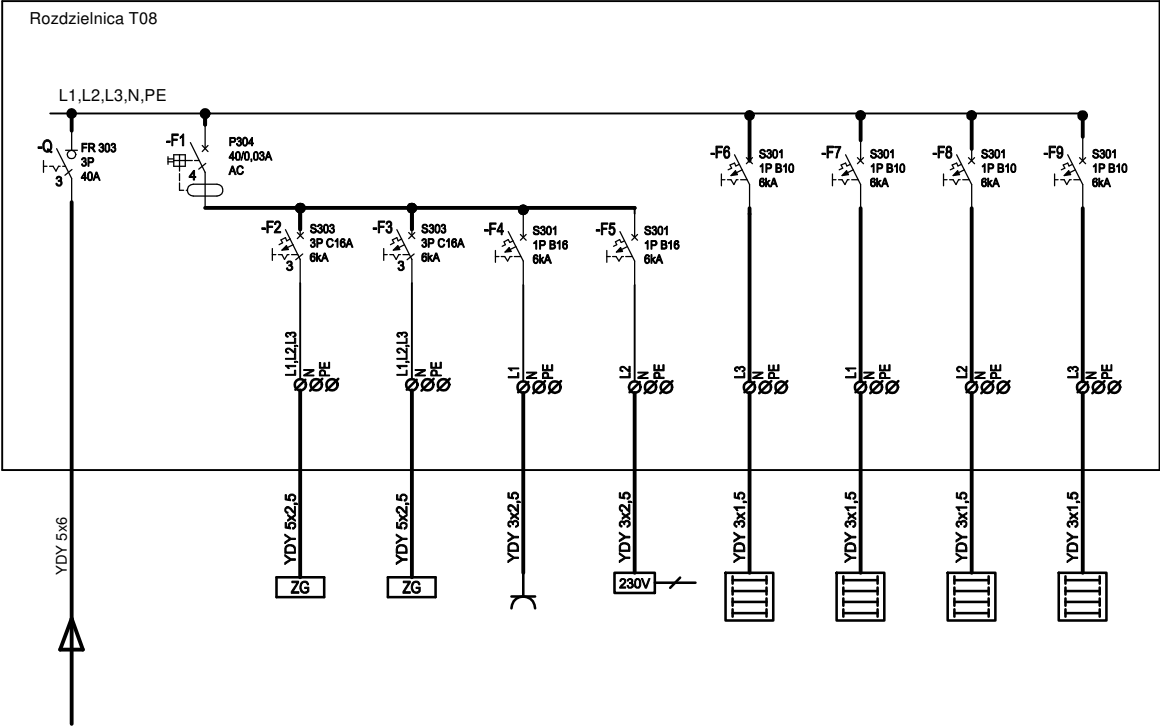 Rozdzielnica T08
L1,L2,L3,N,PE
-Q
FR 303
3P
40A
3
-F1
P304
40/0,03A
AC
4
-F2
S303
3P C16A
6kA
3
-F3
S303
3P C16A
6kA
3
-F4
S301
1P B16
6kA
-F5
S301
1P B16
6kA
-F6
S301
1P B10
6kA
-F7
S301
1P B10
6kA
-F8
S301
1P B10
6kA
-F9
S301
1P B10
6kA
L1,L2,L3
N
PE
L1,L2,L3
N
PE
L1
N
PE
L2
N
PE
L3
N
PE
L1
N
PE
L2
N
PE
L3
N
PE
YDY 5x6
YDY 5x2,5
YDY 5x2,5
YDY 3x2,5
YDY 3x2,5
YDY 3x1,5
YDY 3x1,5
YDY 3x1,5
YDY 3x1,5
ZG
ZG
230V